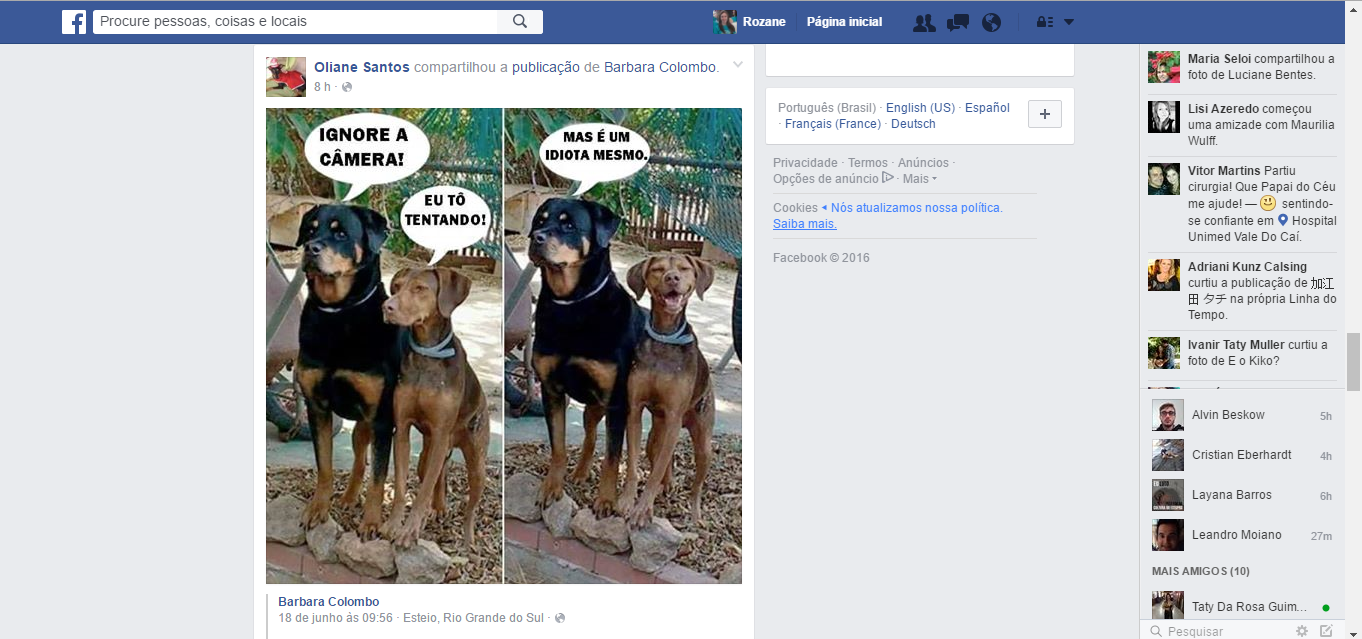 f
Procure pessoas, coisas e locais
Rozane
Página inicial
Oliane Santos compartilhou a publicação de Barbara Colombo.
8 h ·
IGNORE A
CÂMERA!
EU TÔ
TENTANDO!
MAS É UM
IDIOTA MESMO.
Barbara Colombo
18 de junho às 09:56 · Esteio, Rio Grande do Sul ·
Português (Brasil) · English (US) · Español
· Français (France) · Deutsch
Privacidade · Termos · Anúncios ·
Opções de anúncio · Mais
Cookies · Nós atualizamos nossa política.
Saiba mais.
Facebook © 2016
Maria Seloi compartilhou a
foto de Luciane Bentes.
Lisi Azeredo começou
uma amizade com Maurilia
Wulff.
Vitor Martins Partiu
cirurgia! Que Papai do Céu
me ajude! — sentindo-
se confiante em Hospital
Unimed Vale Do Caí.
Adriani Kunz Calsing
curtiu a publicação de 加江
田 夕チ na própria Linha do
Tempo.
Ivanir Taty Muller curtiu a
foto de E o Kiko?
Alvin Beskow 5h
Cristian Eberhardt 4h
Layana Barros 6h
Leandro Moiano 27m
MAIS AMIGOS (10)
Taty Da Rosa Guim...
Pesquisar